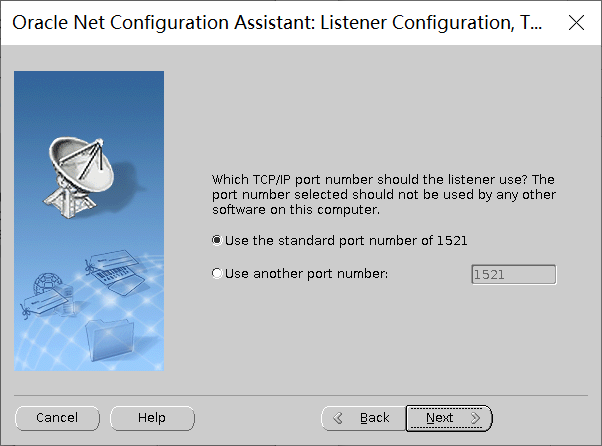 Oracle Net Configuration Assistant: Listener Configuration, T...
Which TCP/IP port number should the listener use? The
port number selected should not be used by any other
software on this computer.
Use the standard port number of 1521
Use another port number: 1521
Cancel Help Back Next